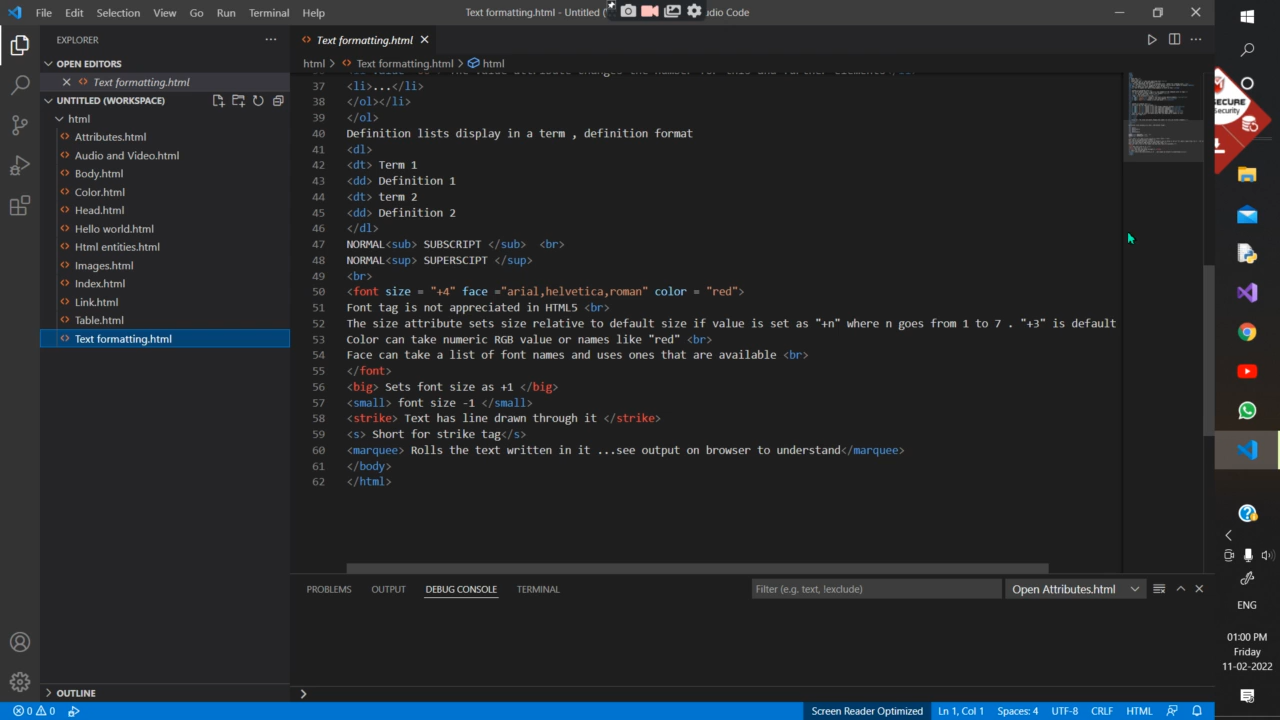 File Edit Selection View Go Run Terminal Help
Text formatting.html - Untitled (
udio Code
EXPLORER
OPEN EDITORS
Text formatting.html
UNTITLED (WORKSPACE)
html
Attributes.html
Audio and Video.html
Body.html
Color.html
Head.html
Hello world.html
Html entities.html
Images.html
Index.html
Link.html
Table.html
Text formatting.html
OUTLINE
Text formatting.html
html > Text formatting.html > html
37 <li>...</li>
38 </ol></li>
39 </ol>
40 Definition lists display in a term , definition format
41 <dl>
42 <dt> Term 1
43 <dd> Definition 1
44 <dt> term 2
45 <dd> Definition 2
46 </dl>
47 NORMAL<sub> SUBSCRIPT </sub>  <br>
48 NORMAL<sup> SUPERSCIPT </sup>
49 <br>
50 <font size = "+4" face ="arial,helvetica,roman" color = "red">
51 Font tag is not appreciated in HTML5 <br>
52 The size attribute sets size relative to default size if value is set as "+n" where n goes from 1 to 7 . "+3" is default
53 Color can take numeric RGB value or names like "red" <br>
54 Face can take a list of font names and uses ones that are available <br>
55 </font>
56 <big> Sets font size as +1 </big>
57 <small> font size -1 </small>
58 <strike> Text has line drawn through it </strike>
59 <s> Short for strike tag</s>
60 <marquee> Rolls the text written in it ...see output on browser to understand</marquee>
61 </body>
62 </html>
PROBLEMS OUTPUT DEBUG CONSOLE TERMINAL
Filter (e.g. text, !exclude)
Open Attributes.html
0 0
Screen Reader Optimized Ln 1, Col 1 Spaces: 4 UTF-8 CRLF HTML
ECURE
Security
ENG
01:00 PM
Friday
11-02-2022